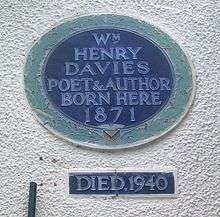 Wm
HENRY
DAVIES
POET & AUTHOR
BORN HERE
1871
DIED.1940